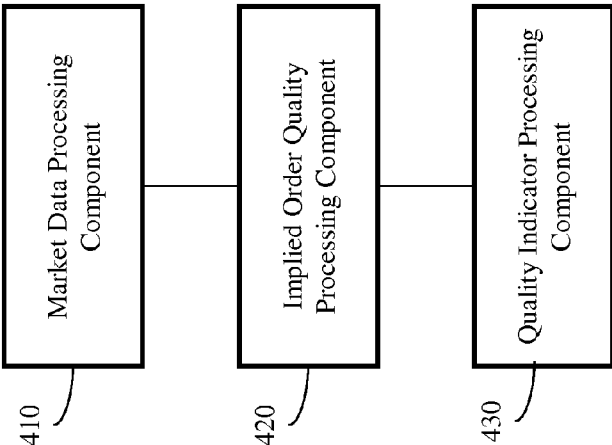 410
Market Data Processing
Component
420
Implied Order Quality
Processing Component
430
Quality Indicator Processing
Component